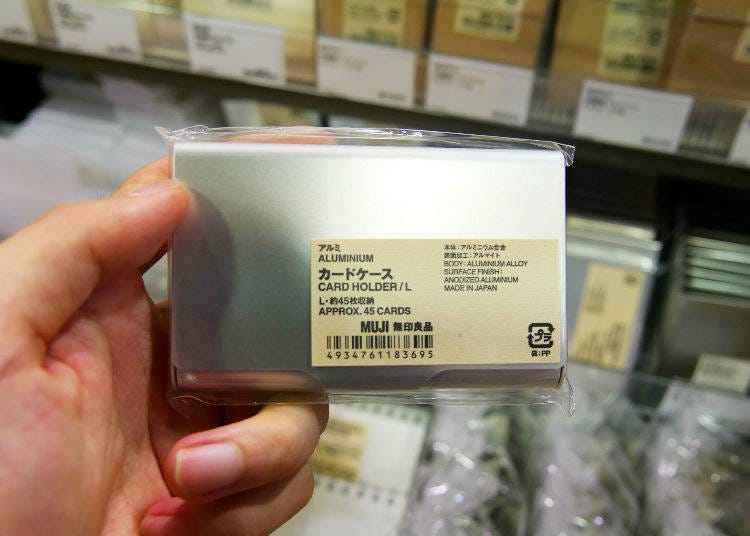 アルミ
ALUMINIUM
カードケース
CARD HOLDER/L
L・約45枚収納
APPROX. 45 CARDS
MUJI 無印良品
4934761183695
本体:アルミニウム合金
表面加工:アルマイト
BODY: ALUMINIUM ALLOY
SURFACE FINISH:
ANODIZED ALUMINIUM
MADE IN JAPAN
プラ
袋:PP